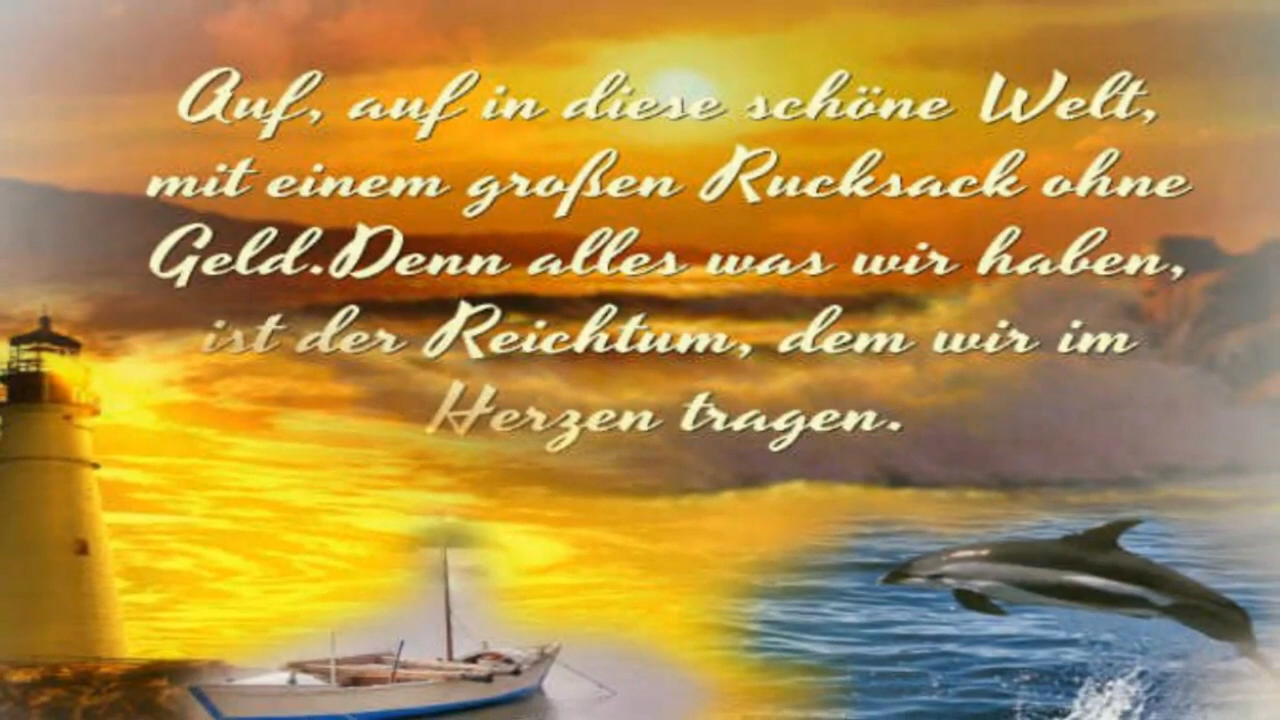 Auf, auf in diese schöne Welt,
mit einem großen Rucksack ohne
Geld.Denn alles was wir haben,
ist der Reichtum, dem wir im
Herzen tragen.